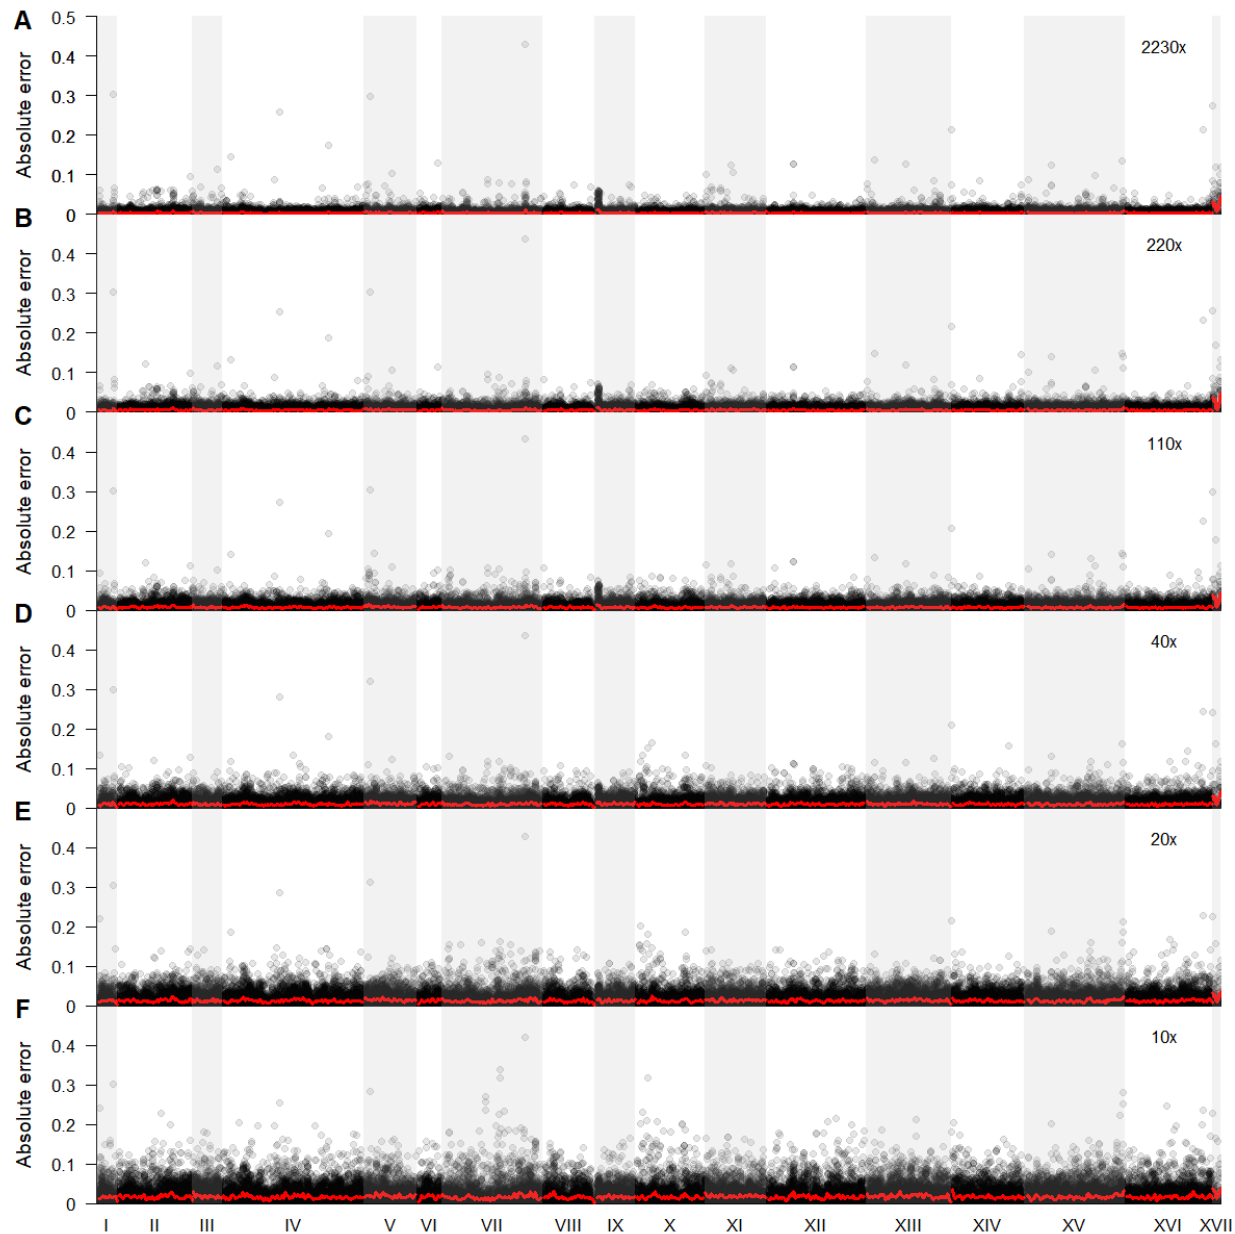 A
Absolute error
0.5
0.4
0.3
0.2
0.1
0
2230x
B
Absolute error
0.4
0.3
0.2
0.1
0
220x
C
Absolute error
0.4
0.3
0.2
0.1
0
110x
D
Absolute error
0.4
0.3
0.2
0.1
0
40x
E
Absolute error
0.4
0.3
0.2
0.1
0
20x
F
Absolute error
0.4
0.3
0.2
0.1
0
10x
I II III IV V VI VII VIII IX X XI XII XIII XIV XV XVI XVII